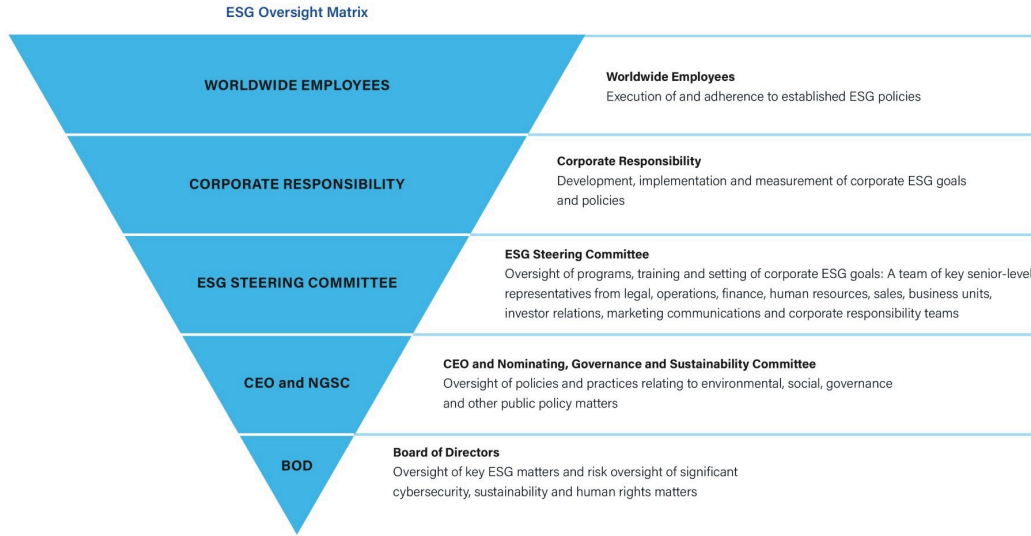 ESG Oversight Matrix
WORLDWIDE EMPLOYEES
Worldwide Employees
Execution of and adherence to established ESG policies
CORPORATE RESPONSIBILITY
Corporate Responsibility
Development, implementation and measurement of corporate ESG goals
and policies
ESG STEERING COMMITTEE
ESG Steering Committee
Oversight of programs, training and setting of corporate ESG goals: A team of key senior-level
representatives from legal, operations, finance, human resources, sales, business units,
investor relations, marketing communications and corporate responsibility teams
CEO and NGSC
CEO and Nominating, Governance and Sustainability Committee
Oversight of policies and practices relating to environmental, social, governance
and other public policy matters
BOD
Board of Directors
Oversight of key ESG matters and risk oversight of significant
cybersecurity, sustainability and human rights matters